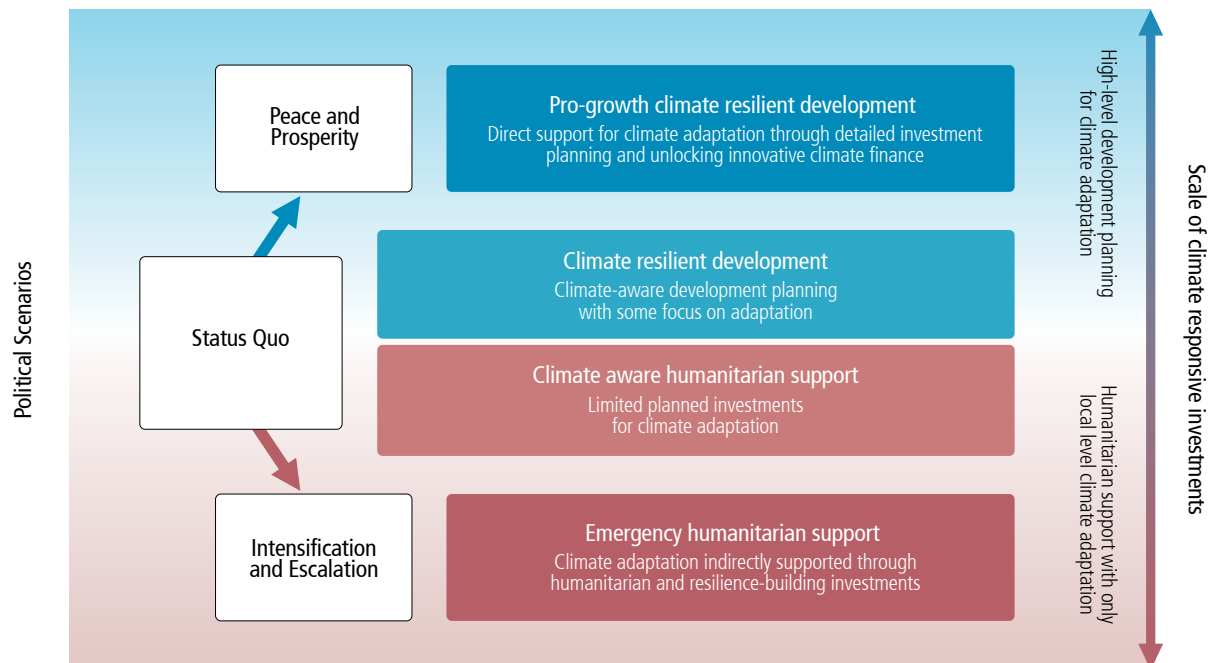 Political Scenarios
Peace and
Prosperity
Pro-growth climate resilient development
Direct support for climate adaptation through detailed investment
planning and unlocking innovative climate finance
Status Quo
Climate resilient development
Climate-aware development planning
with some focus on adaptation
Climate aware humanitarian support
Limited planned investments
for climate adaptation
Intensification
and Escalation
Emergency humanitarian support
Climate adaptation indirectly supported through
humanitarian and resilience-building investments
High-level development planning
for climate adaptation
Humanitarian support with only
local level climate adaptation
Scale of climate responsive investments